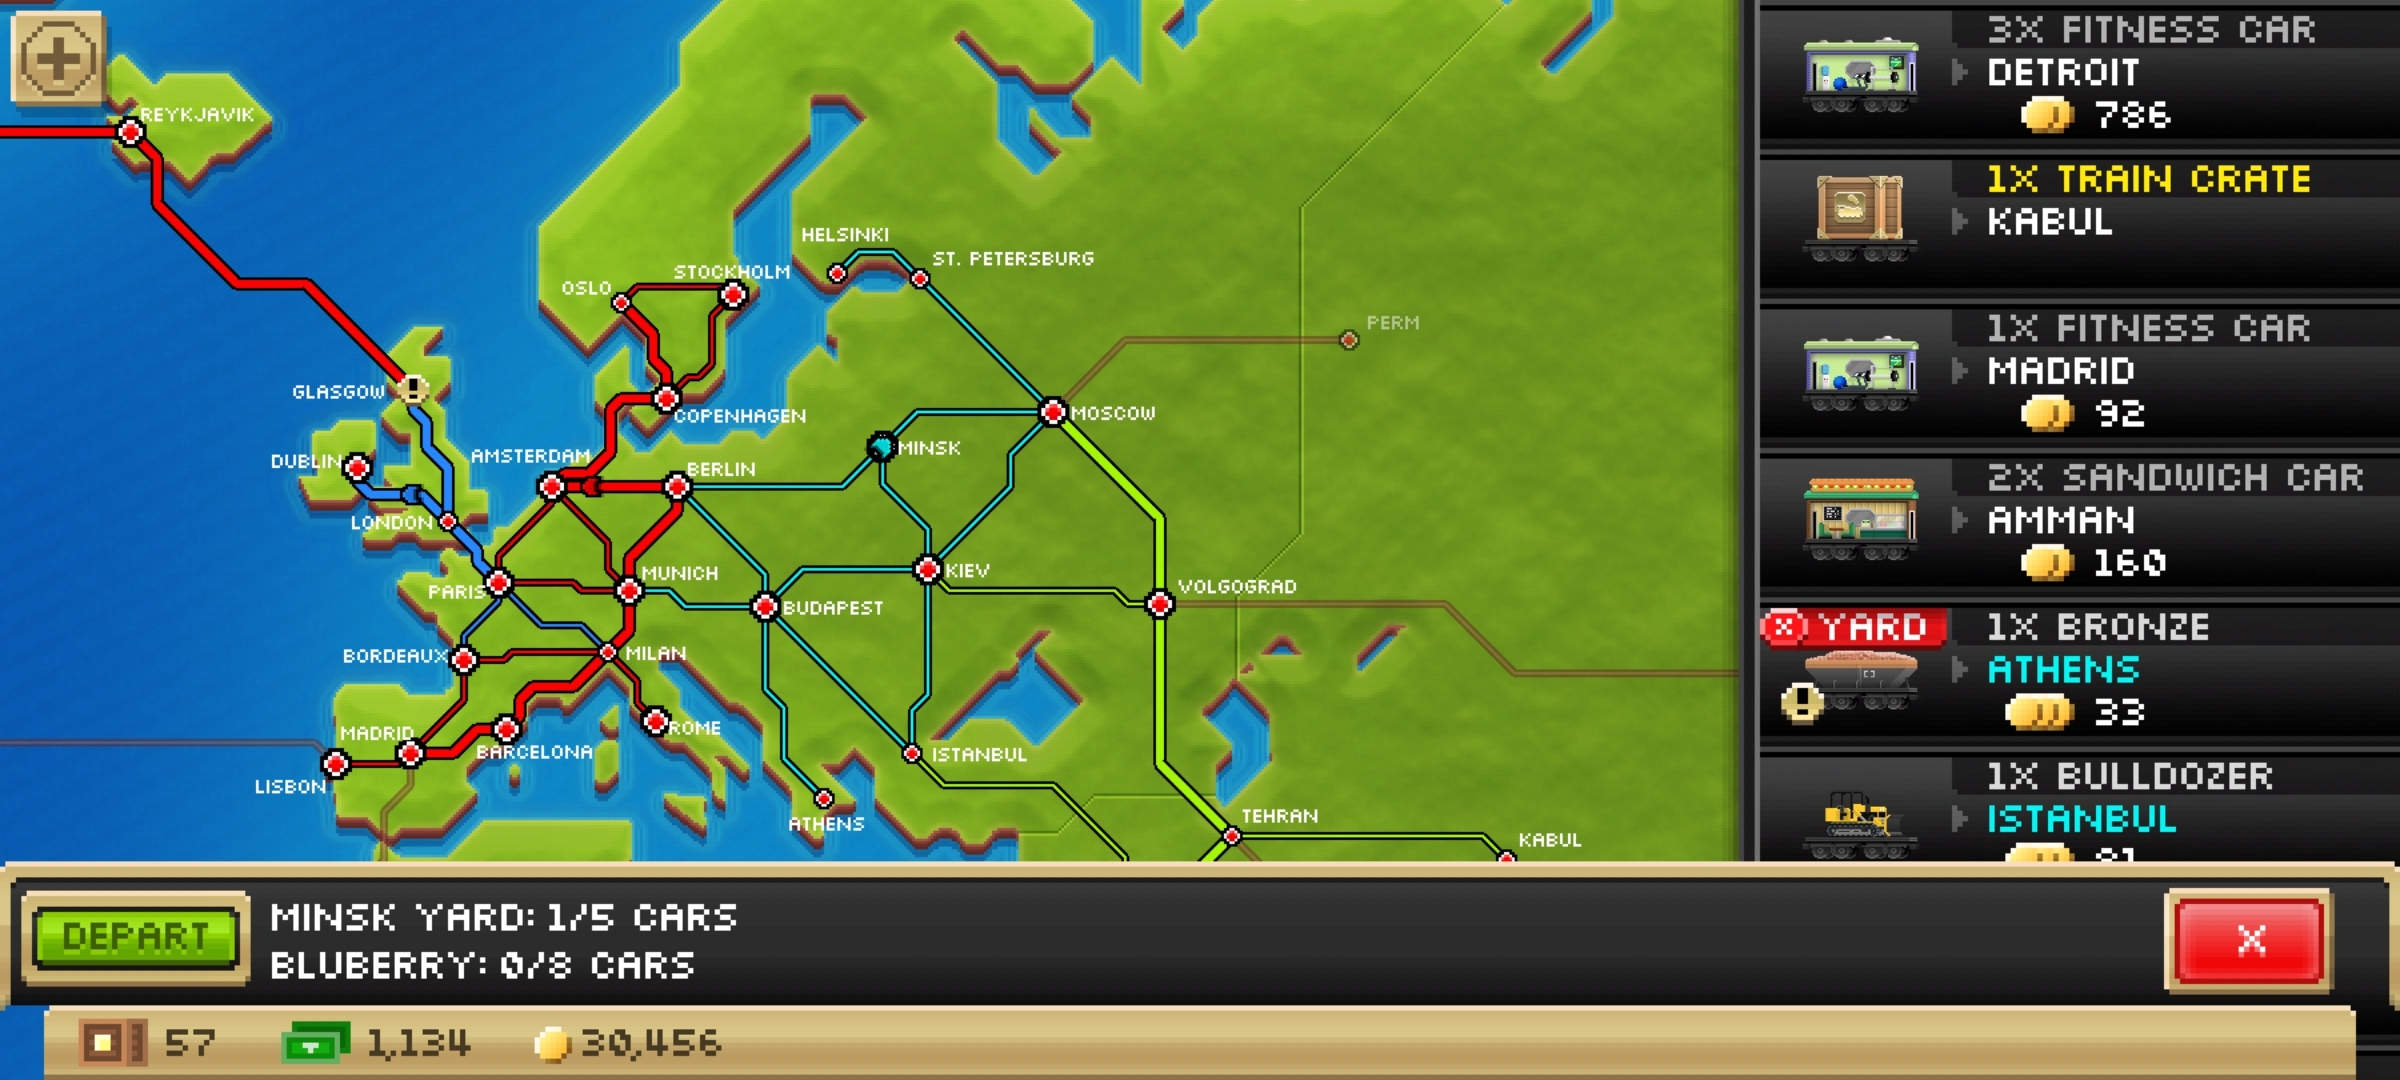 REYKJAVIK
HELSINKI
ST. PETERSBURG
STOCKHOLM
OSLO
PERM
GLASGOW
COPENHAGEN
MOSCOW
MINSK
DUBLIN
AMSTERDAM
BERLIN
LONDON
MUNICH
KIEV
PARIS
BUDAPEST
VOLGOGRAD
BORDEAUX
MILAN
MADRID
ROME
BARCELONA
ISTANBUL
LISBON
ATHENS
TEHRAN
KABUL
3X FITNESS CAR
DETROIT
786
1X TRAIN CRATE
KABUL
1X FITNESS CAR
MADRID
92
2X SANDWICH CAR
AMMAN
160
X YARD
1X BRONZE
ATHENS
33
1X BULLDOZER
ISTANBUL
DEPART
MINSK YARD: 1/5 CARS
BLUBERRY: 0/8 CARS
X
57
1,134
30,456